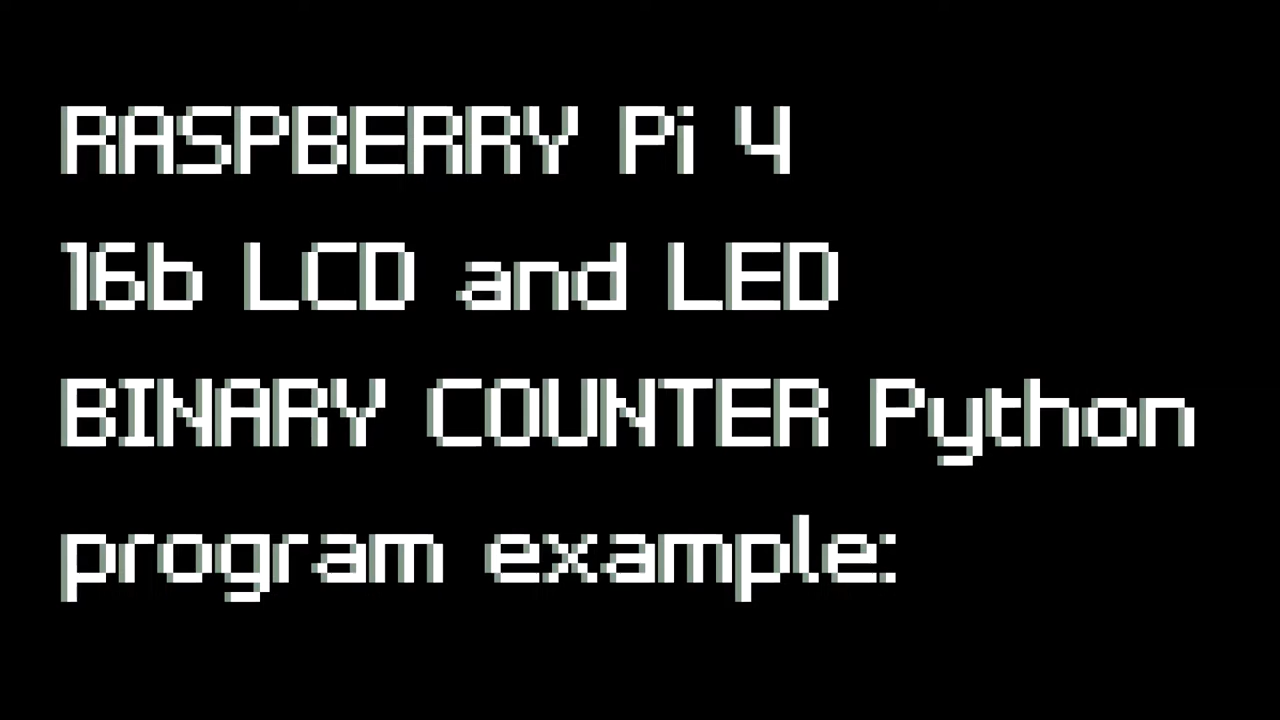 RASPBERRY Pi 4
16b LCD and LED
BINARY COUNTER Python
program example: